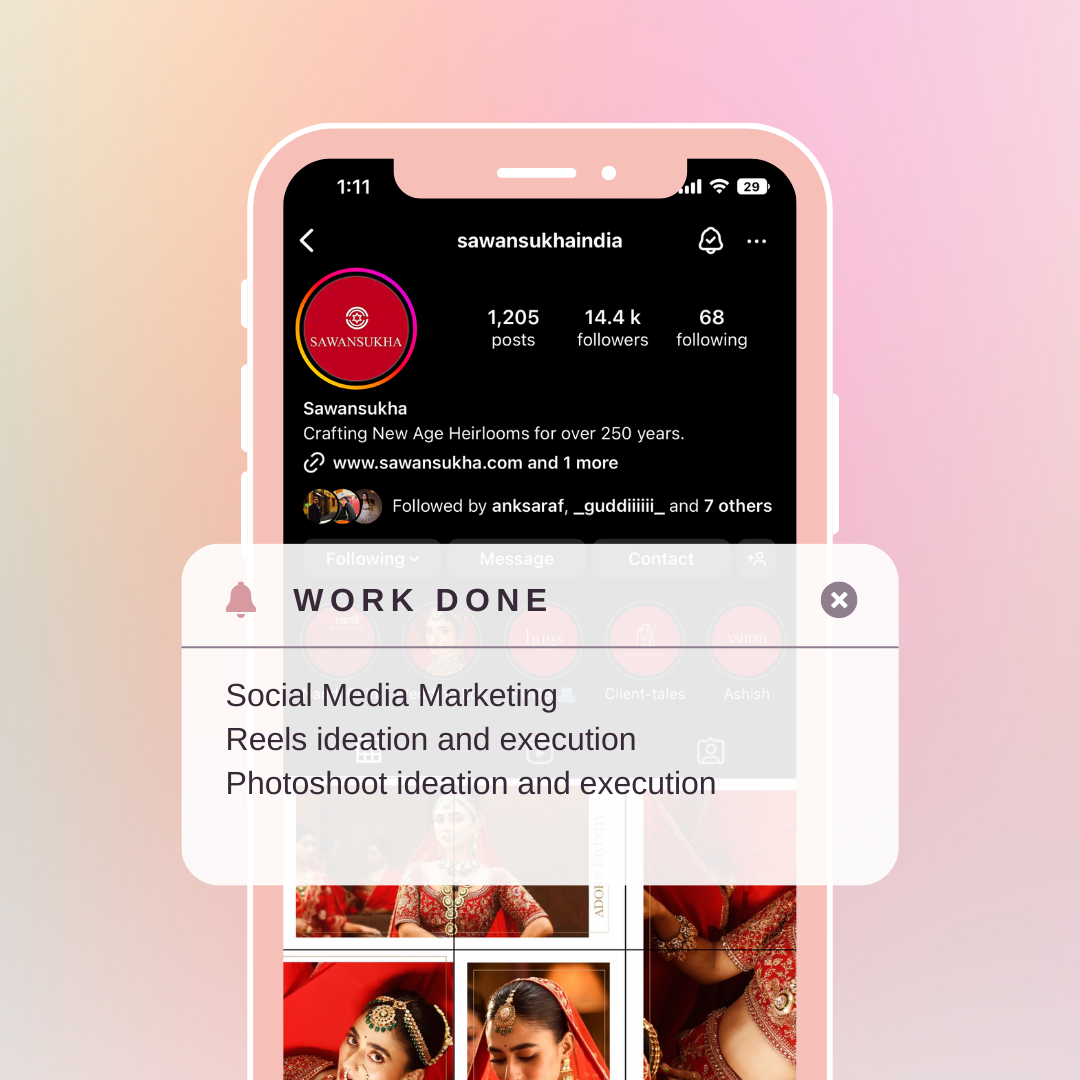 1:11
29
sawansukhaindia
SAWANSUKHA
1,205
14.4 k
68
posts
followers
following
Sawansukha
Crafting New Age Heirlooms for over 250 years.
www.sawansukha.com and 1 more
Followed by anksaraf, _guddiiiiii_ and 7 others
Following
Message
Contact
WORK DONE
hugs
ASHISH
Client-tales
Ashish
Social Media Marketing
Reels ideation and execution
Photoshoot ideation and execution
ADORN DIVINITY